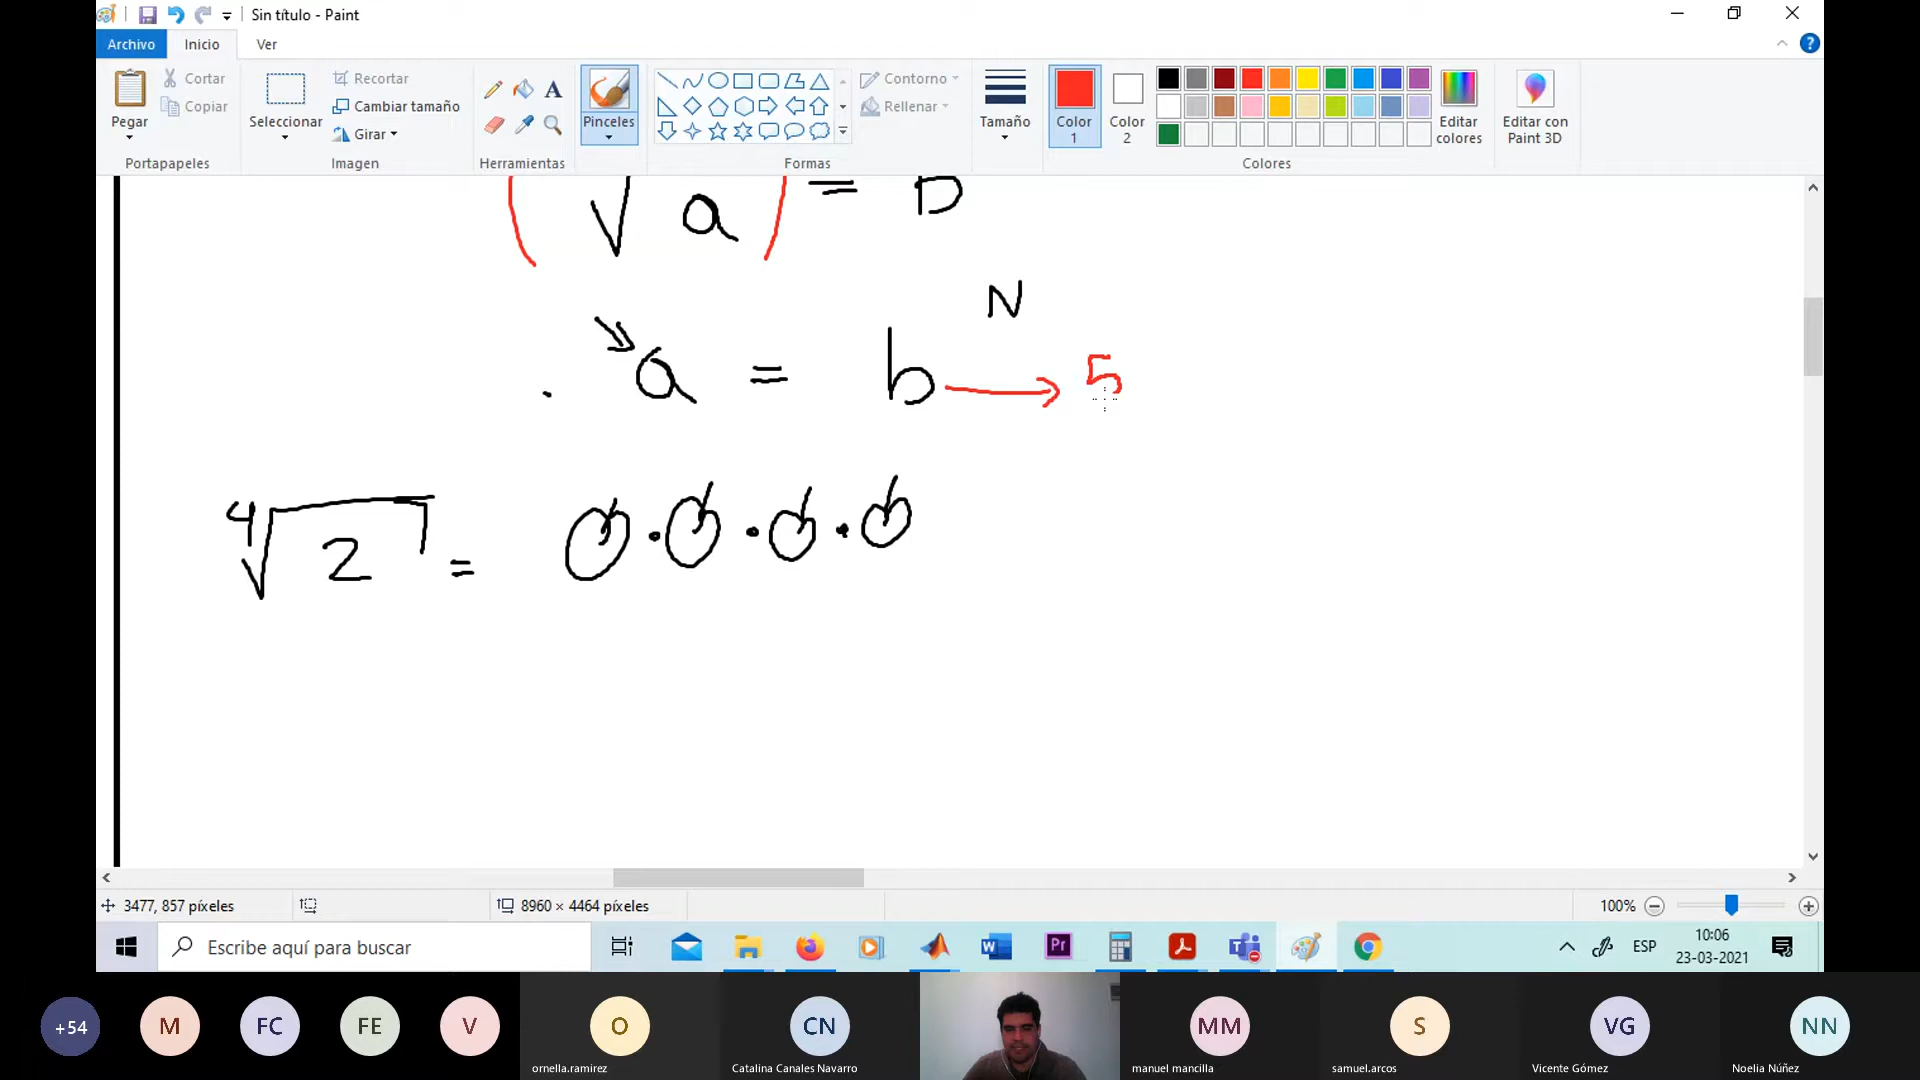 Sin título - Paint
Archivo Inicio Ver
Pegar
Cortar
Copiar
Portapapeles
Seleccionar
Recortar
Cambiar tamaño
Girar
Imagen
A
Herramientas
Pinceles
Contorno
Rellenar
Formas
Tamaño
Color 1
Color 2
Editar colores
Editar con Paint 3D
Colores
(√ a) =
N
a = b → 5
4√2 =
3477, 857 píxeles
8960 × 4464 píxeles
100%
Escribe aquí para buscar
W
Pr
ESP
10:06
23-03-2021
+54 M FC FE V O CN MM S VG NN
ornella.ramirez
Catalina Canales Navarro
manuel mancilla
samuel.arcos
Vicente Gómez
Noelia Núñez